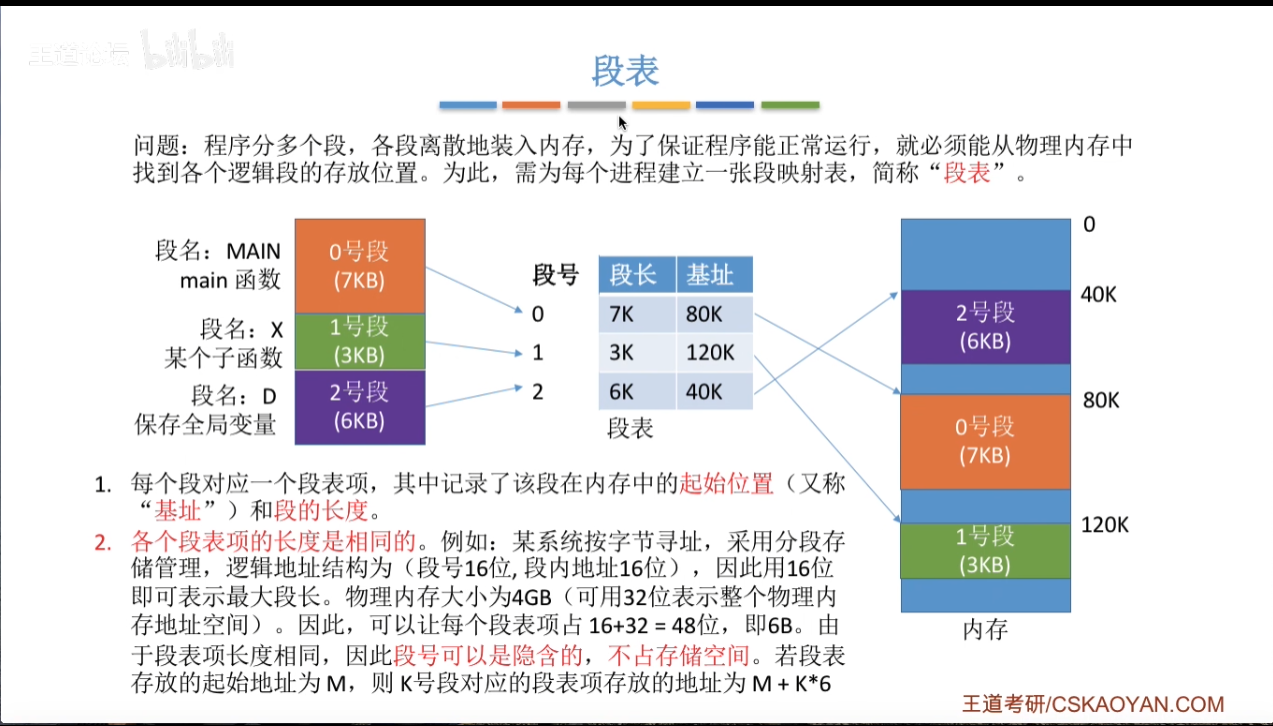 王道论坛 bilibili
段表
问题：程序分多个段，各段离散地装入内存，为了保证程序能正常运行，就必须能从物理内存中
找到各个逻辑段的存放位置。为此，需为每个进程建立一张段映射表，简称“段表”。
段名：MAIN
main 函数
0号段
(7KB)
段名：X
某个子函数
1号段
(3KB)
段名：D
保存全局变量
2号段
(6KB)
段号 段长 基址
0 7K 80K
1 3K 120K
2 6K 40K
段表
0
40K
2号段
(6KB)
80K
0号段
(7KB)
120K
1号段
(3KB)
内存
1. 每个段对应一个段表项，其中记录了该段在内存中的起始位置（又称
“基址”）和段的长度。
2. 各个段表项的长度是相同的。例如：某系统按字节寻址，采用分段存
储管理，逻辑地址结构为（段号16位, 段内地址16位），因此用16位
即可表示最大段长。物理内存大小为4GB（可用32位表示整个物理内
存地址空间）。因此，可以让每个段表项占 16+32 = 48位，即6B。由
于段表项长度相同，因此段号可以是隐含的，不占存储空间。若段表
存放的起始地址为 M，则 K号段对应的段表项存放的地址为 M + K*6
王道考研/CSKAOYAN.COM